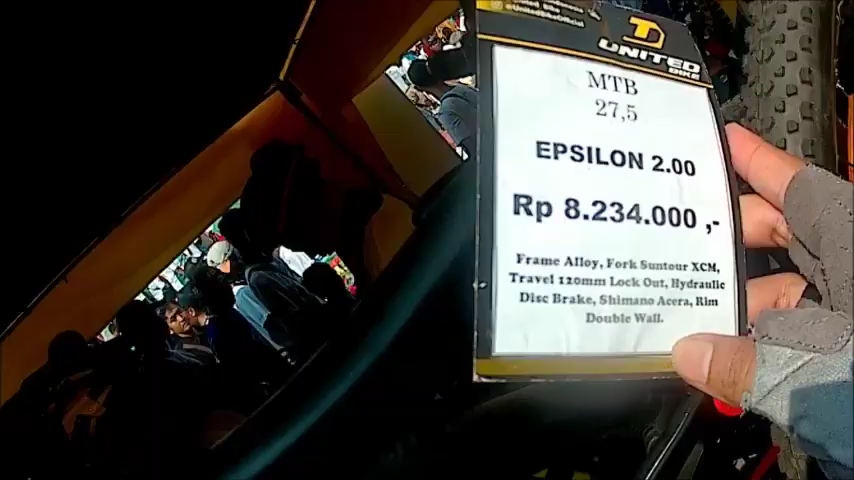 @UnitedBikeOfficial
UNITED
BIKE
MTB
27,5
EPSILON 2.00
Rp 8.234.000 ,-
Frame Alloy, Fork Suntour XCM,
Travel 120mm Lock Out, Hydraulic
Disc Brake, Shimano Acera, Rim
Double Wall.